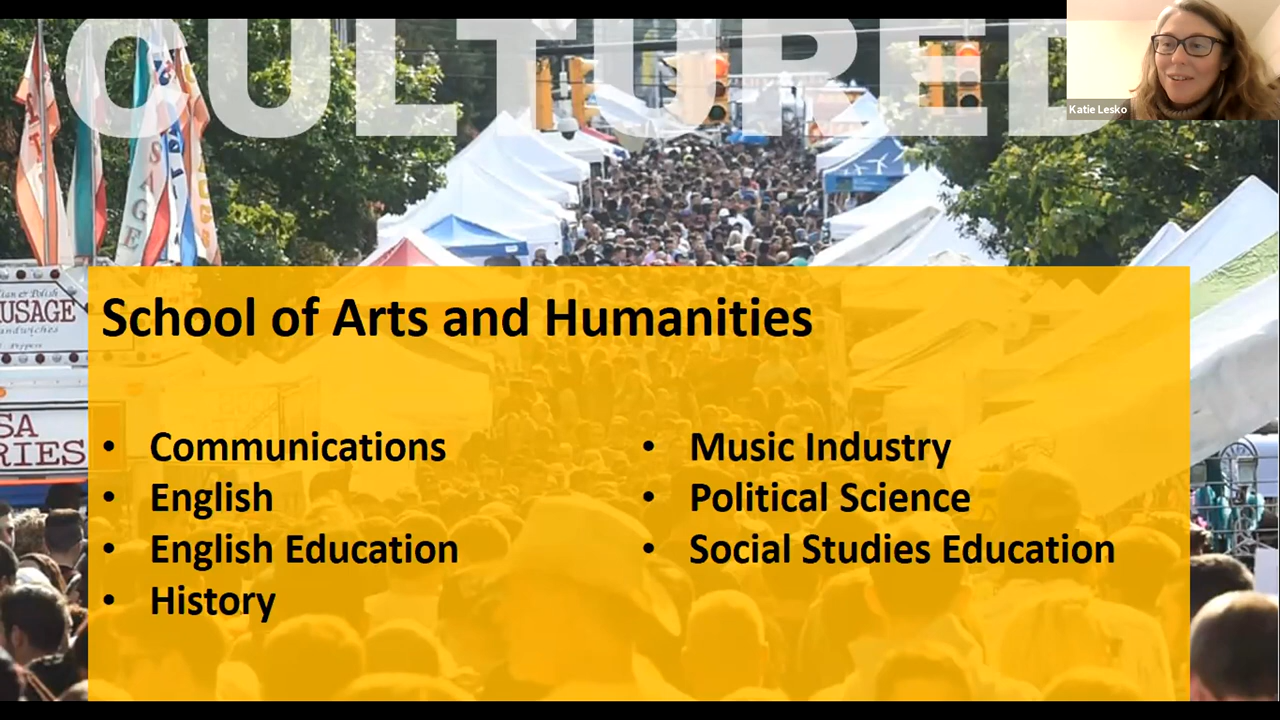 CULTURED
Katie Lesko
SAGE
USAGE
SA
RIES
School of Arts and Humanities
• Communications
• English
• English Education
• History
• Music Industry
• Political Science
• Social Studies Education